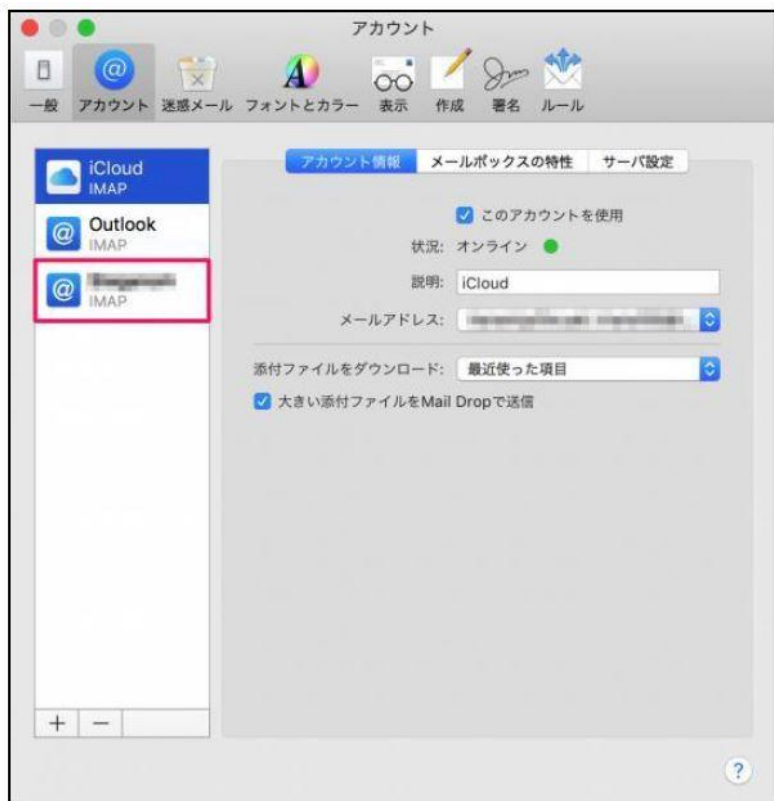 アカウント
一般 アカウント 迷惑メール フォントとカラー 表示 作成 署名 ルール
iCloud
IMAP
Outlook
IMAP
IMAP
アカウント情報 メールボックスの特性 サーバ設定
このアカウントを使用
状況: オンライン
説明: iCloud
メールアドレス:
添付ファイルをダウンロード: 最近使った項目
大きい添付ファイルをMail Dropで送信
+ −
?